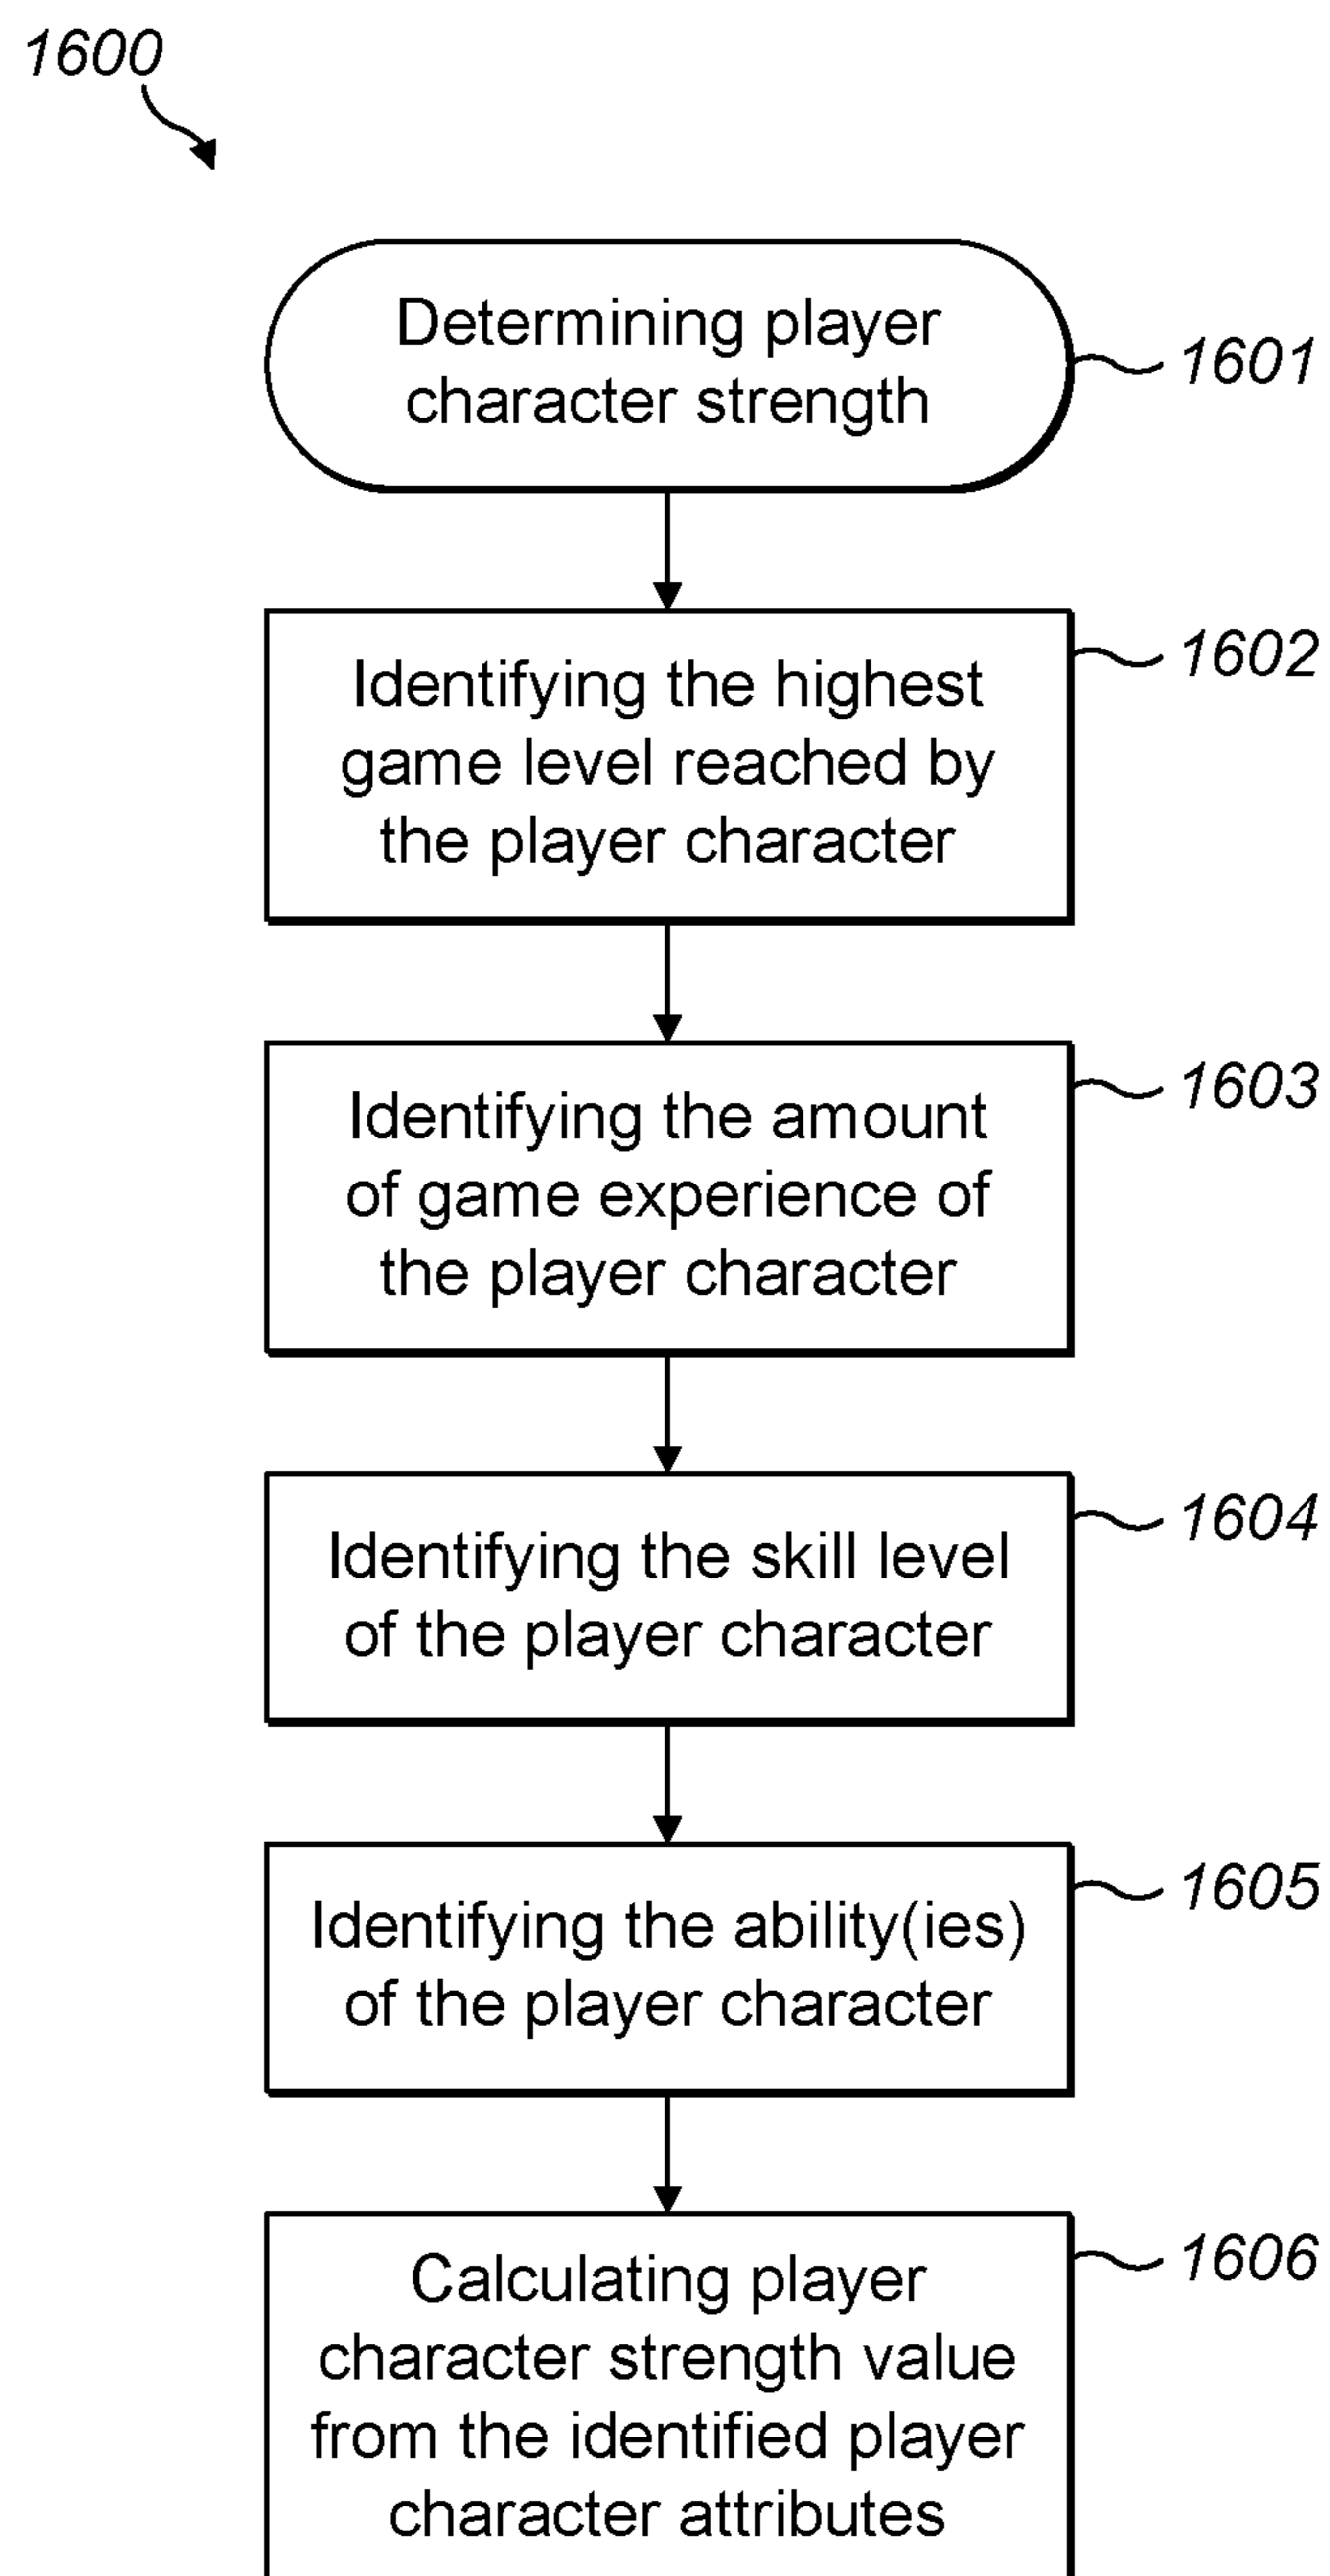 1600
Determining player
character strength
1601
Identifying the highest
game level reached by
the player character
1602
Identifying the amount
of game experience of
the player character
1603
Identifying the skill level
of the player character
1604
Identifying the ability(ies)
of the player character
1605
Calculating player
character strength value
from the identified player
character attributes
1606